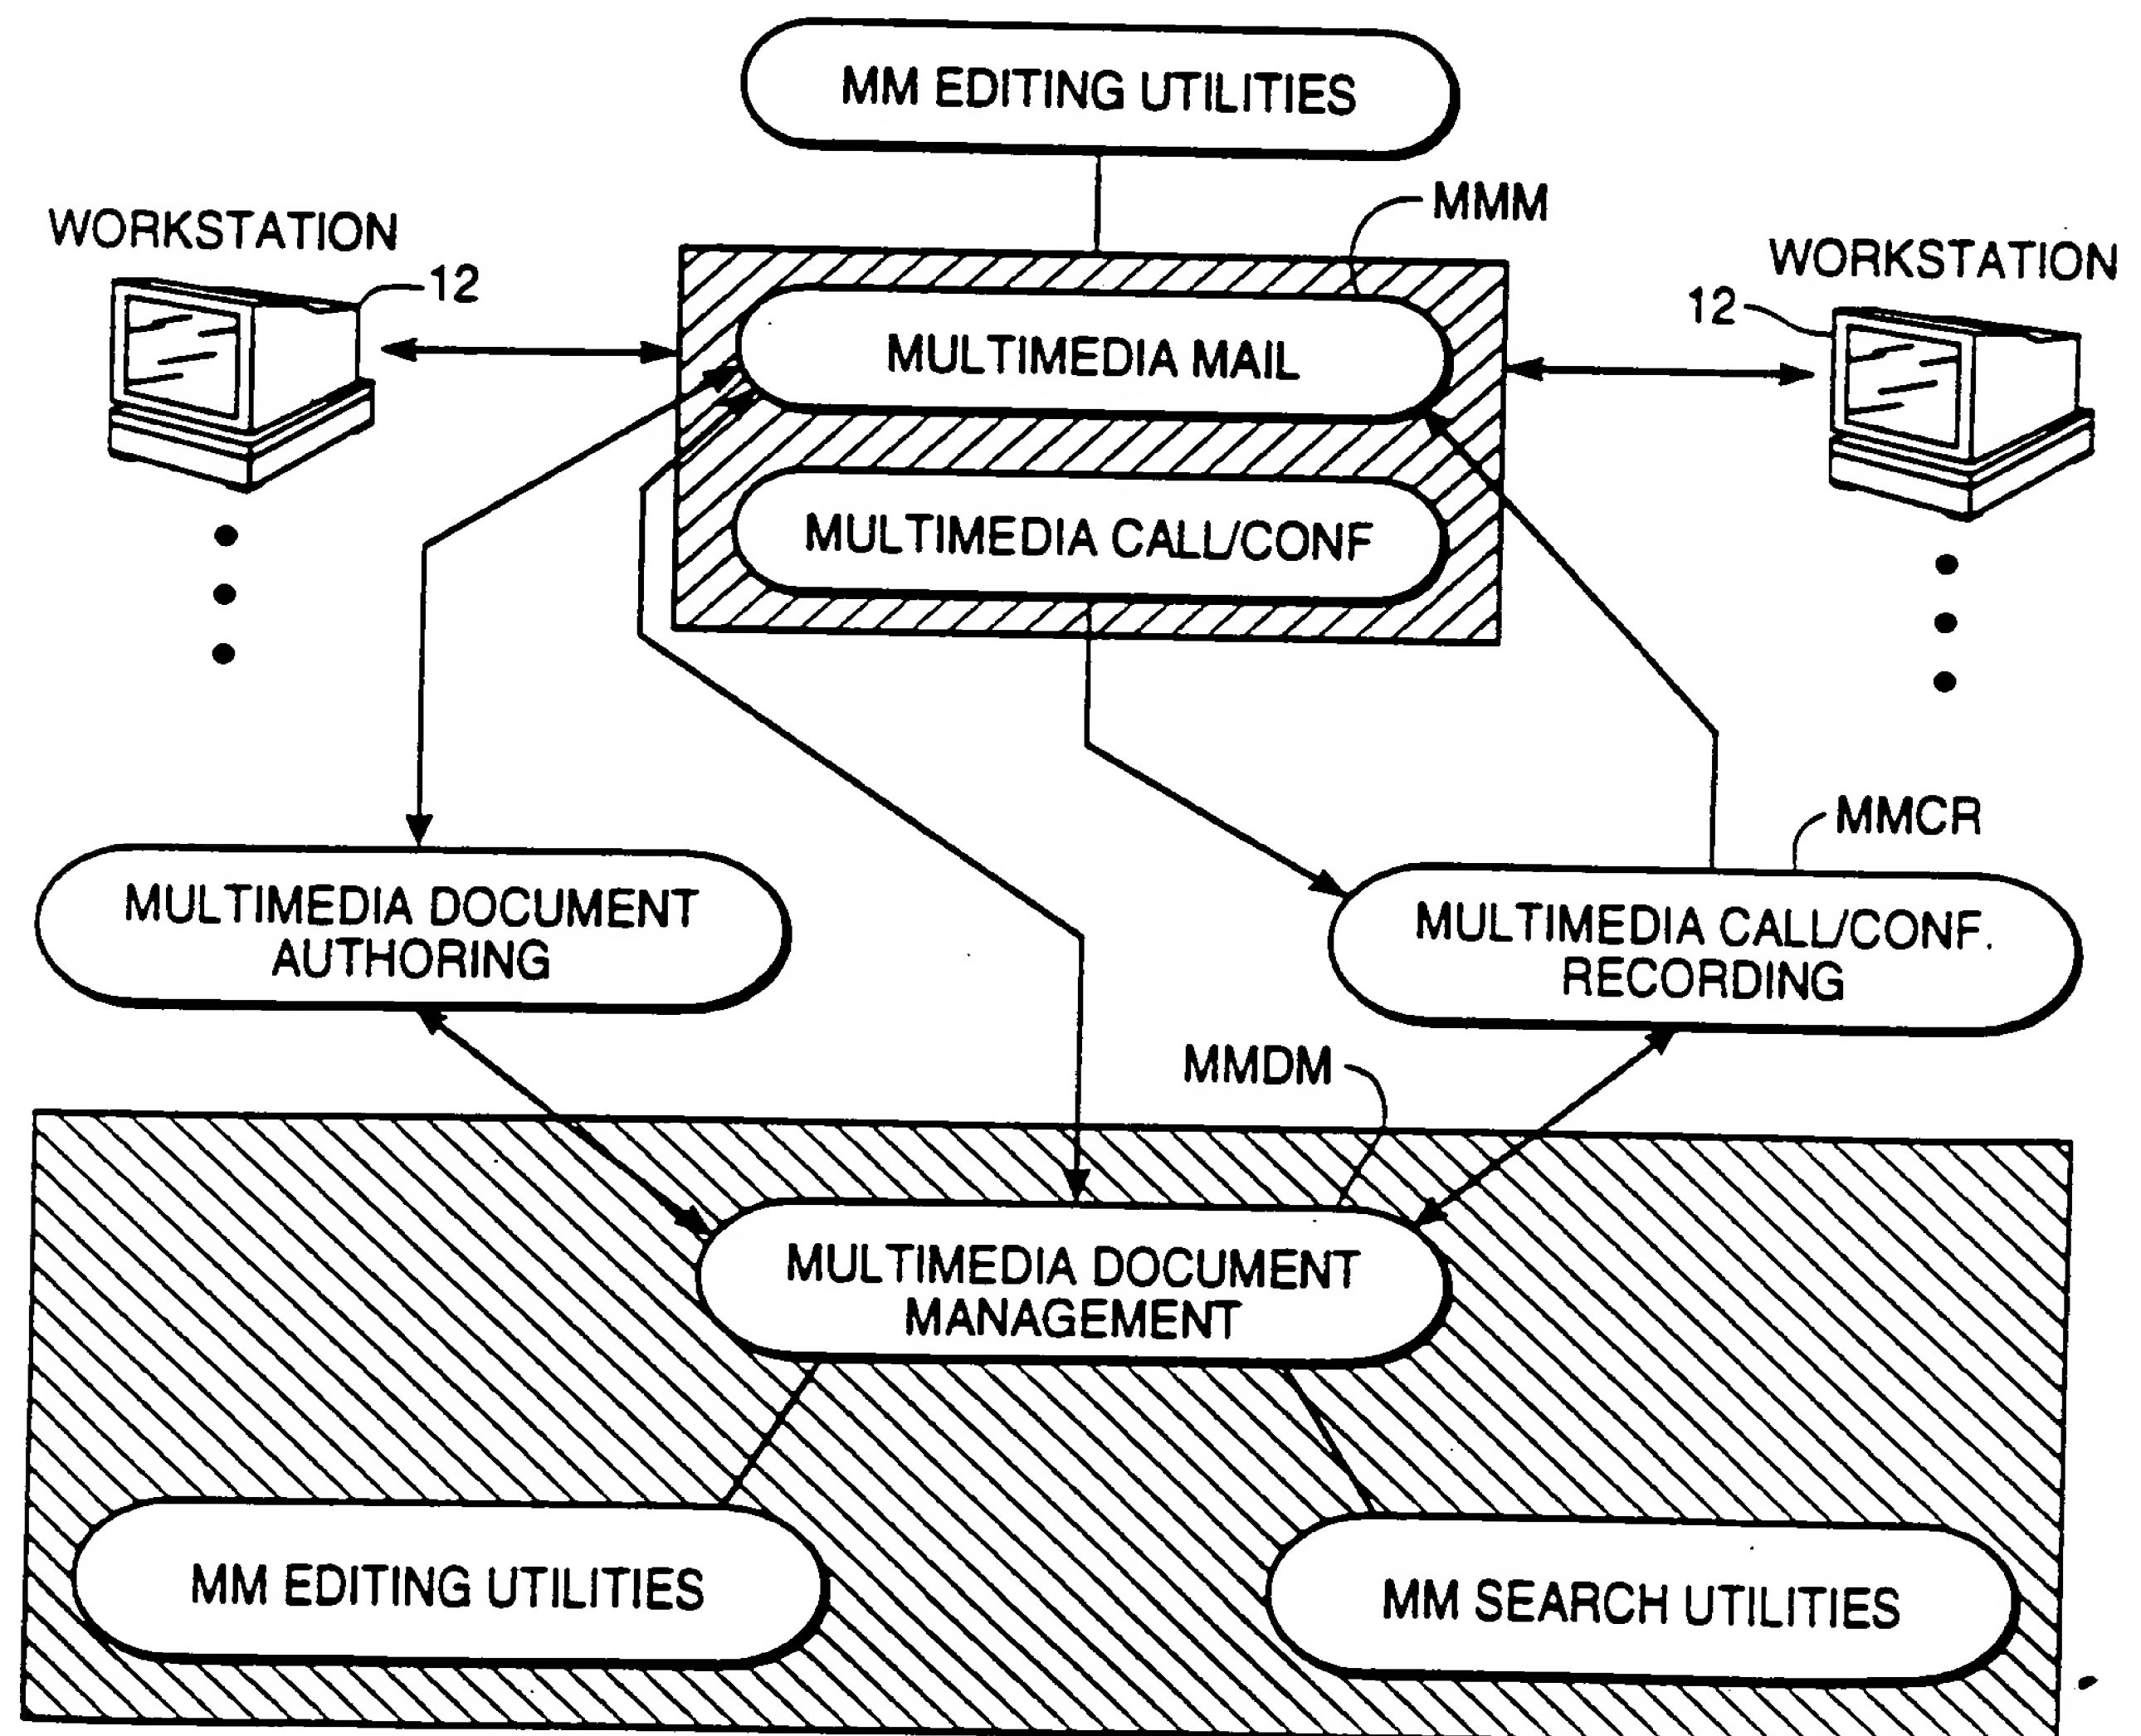 MM EDITING UTILITIES
MMM
WORKSTATION
12
WORKSTATION
12
MULTIMEDIA MAIL
MULTIMEDIA CALL/CONF
MMCR
MULTIMEDIA DOCUMENT
AUTHORING
MULTIMEDIA CALL/CONF.
RECORDING
MMDM
MULTIMEDIA DOCUMENT
MANAGEMENT
MM EDITING UTILITIES
MM SEARCH UTILITIES